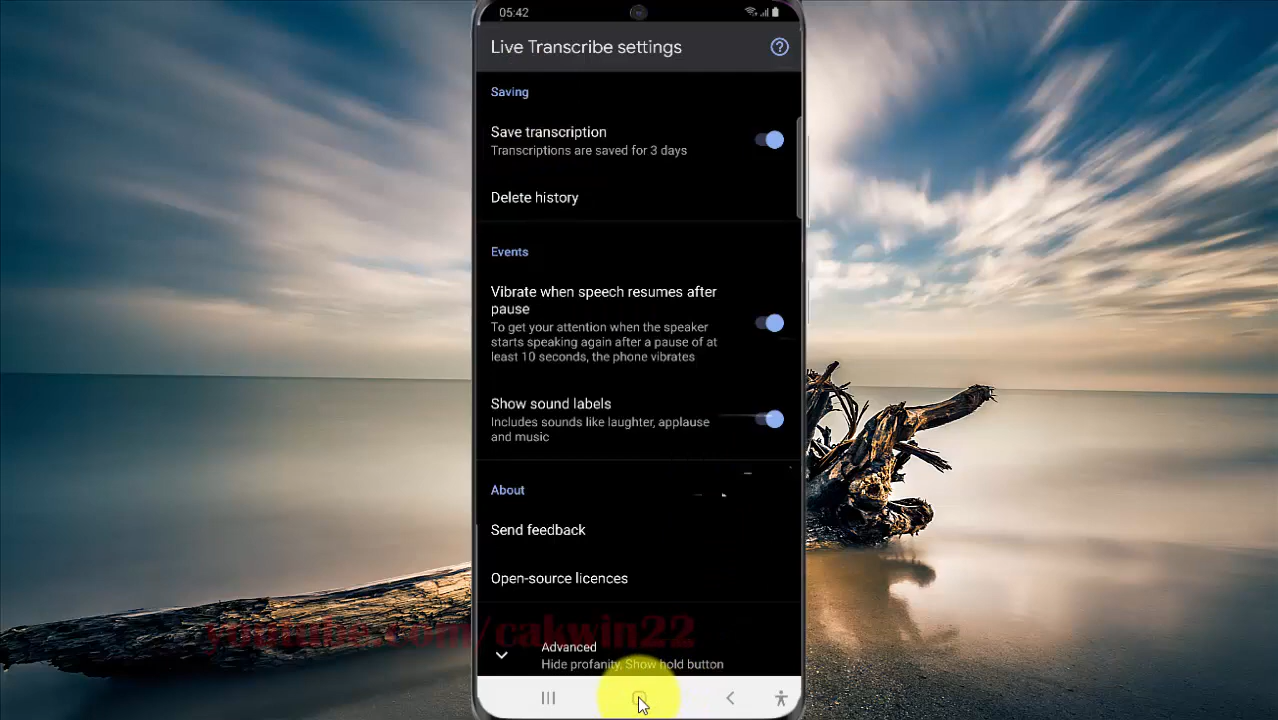 05:42
Live Transcribe settings
Saving
Save transcription
Transcriptions are saved for 3 days
Delete history
Events
Vibrate when speech resumes after
pause
To get your attention when the speaker
starts speaking again after a pause of at
least 10 seconds, the phone vibrates
Show sound labels
Includes sounds like laughter, applause
and music
About
Send feedback
Open-source licences
youtube.com/cakwin22
Advanced
Hide profanity, Show hold button